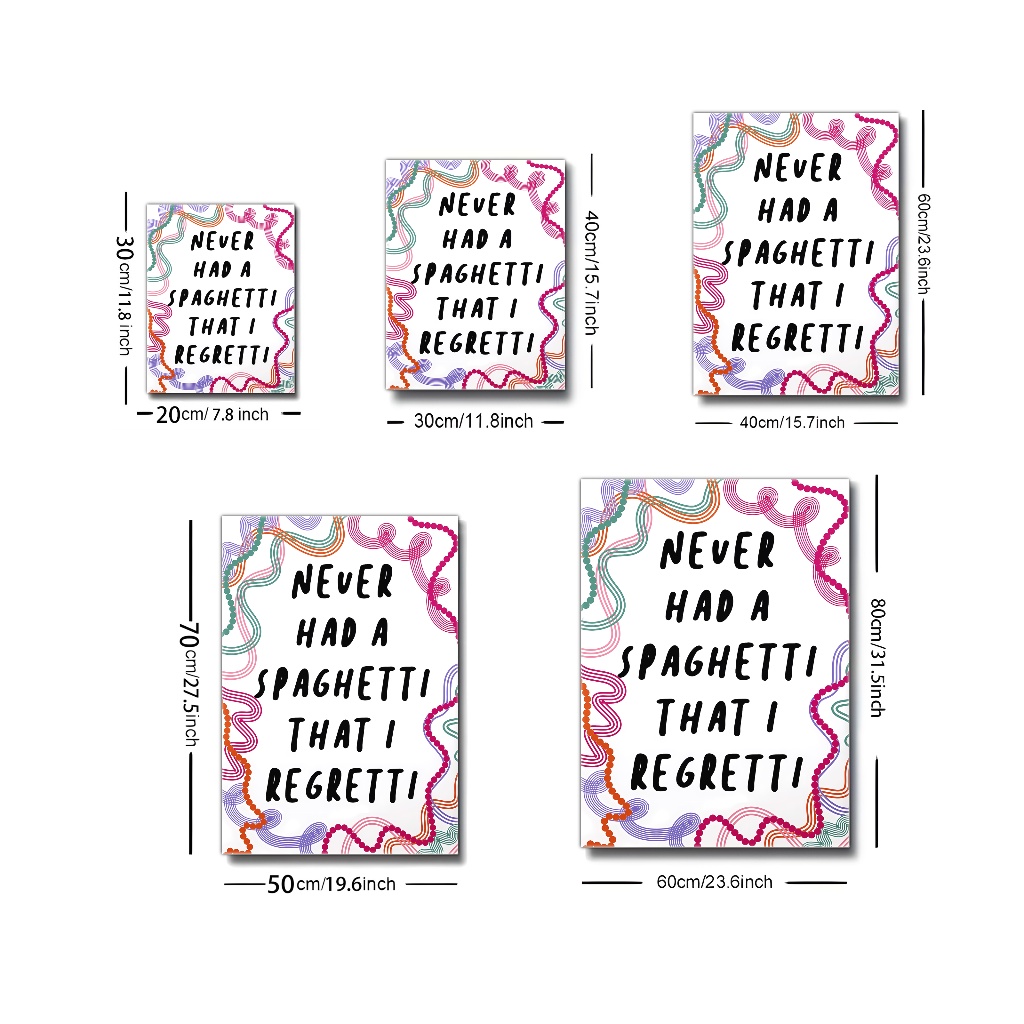 NEVER
HAD A
SPAGHETTI
THAT I
REGRETTI
30cm/11.8 inch
20cm/ 7.8 inch
NEVER
HAD A
SPAGHETTI
THAT I
REGRETTI
40cm/15.7inch
30cm/11.8inch
NEVER
HAD A
SPAGHETTI
THAT I
REGRETTI
60cm/23.6inch
40cm/15.7inch
NEVER
HAD A
SPAGHETTI
THAT I
REGRETTI
70cm/27.5inch
50cm/19.6inch
NEVER
HAD A
SPAGHETTI
THAT I
REGRETTI
80cm/31.5inch
60cm/23.6inch